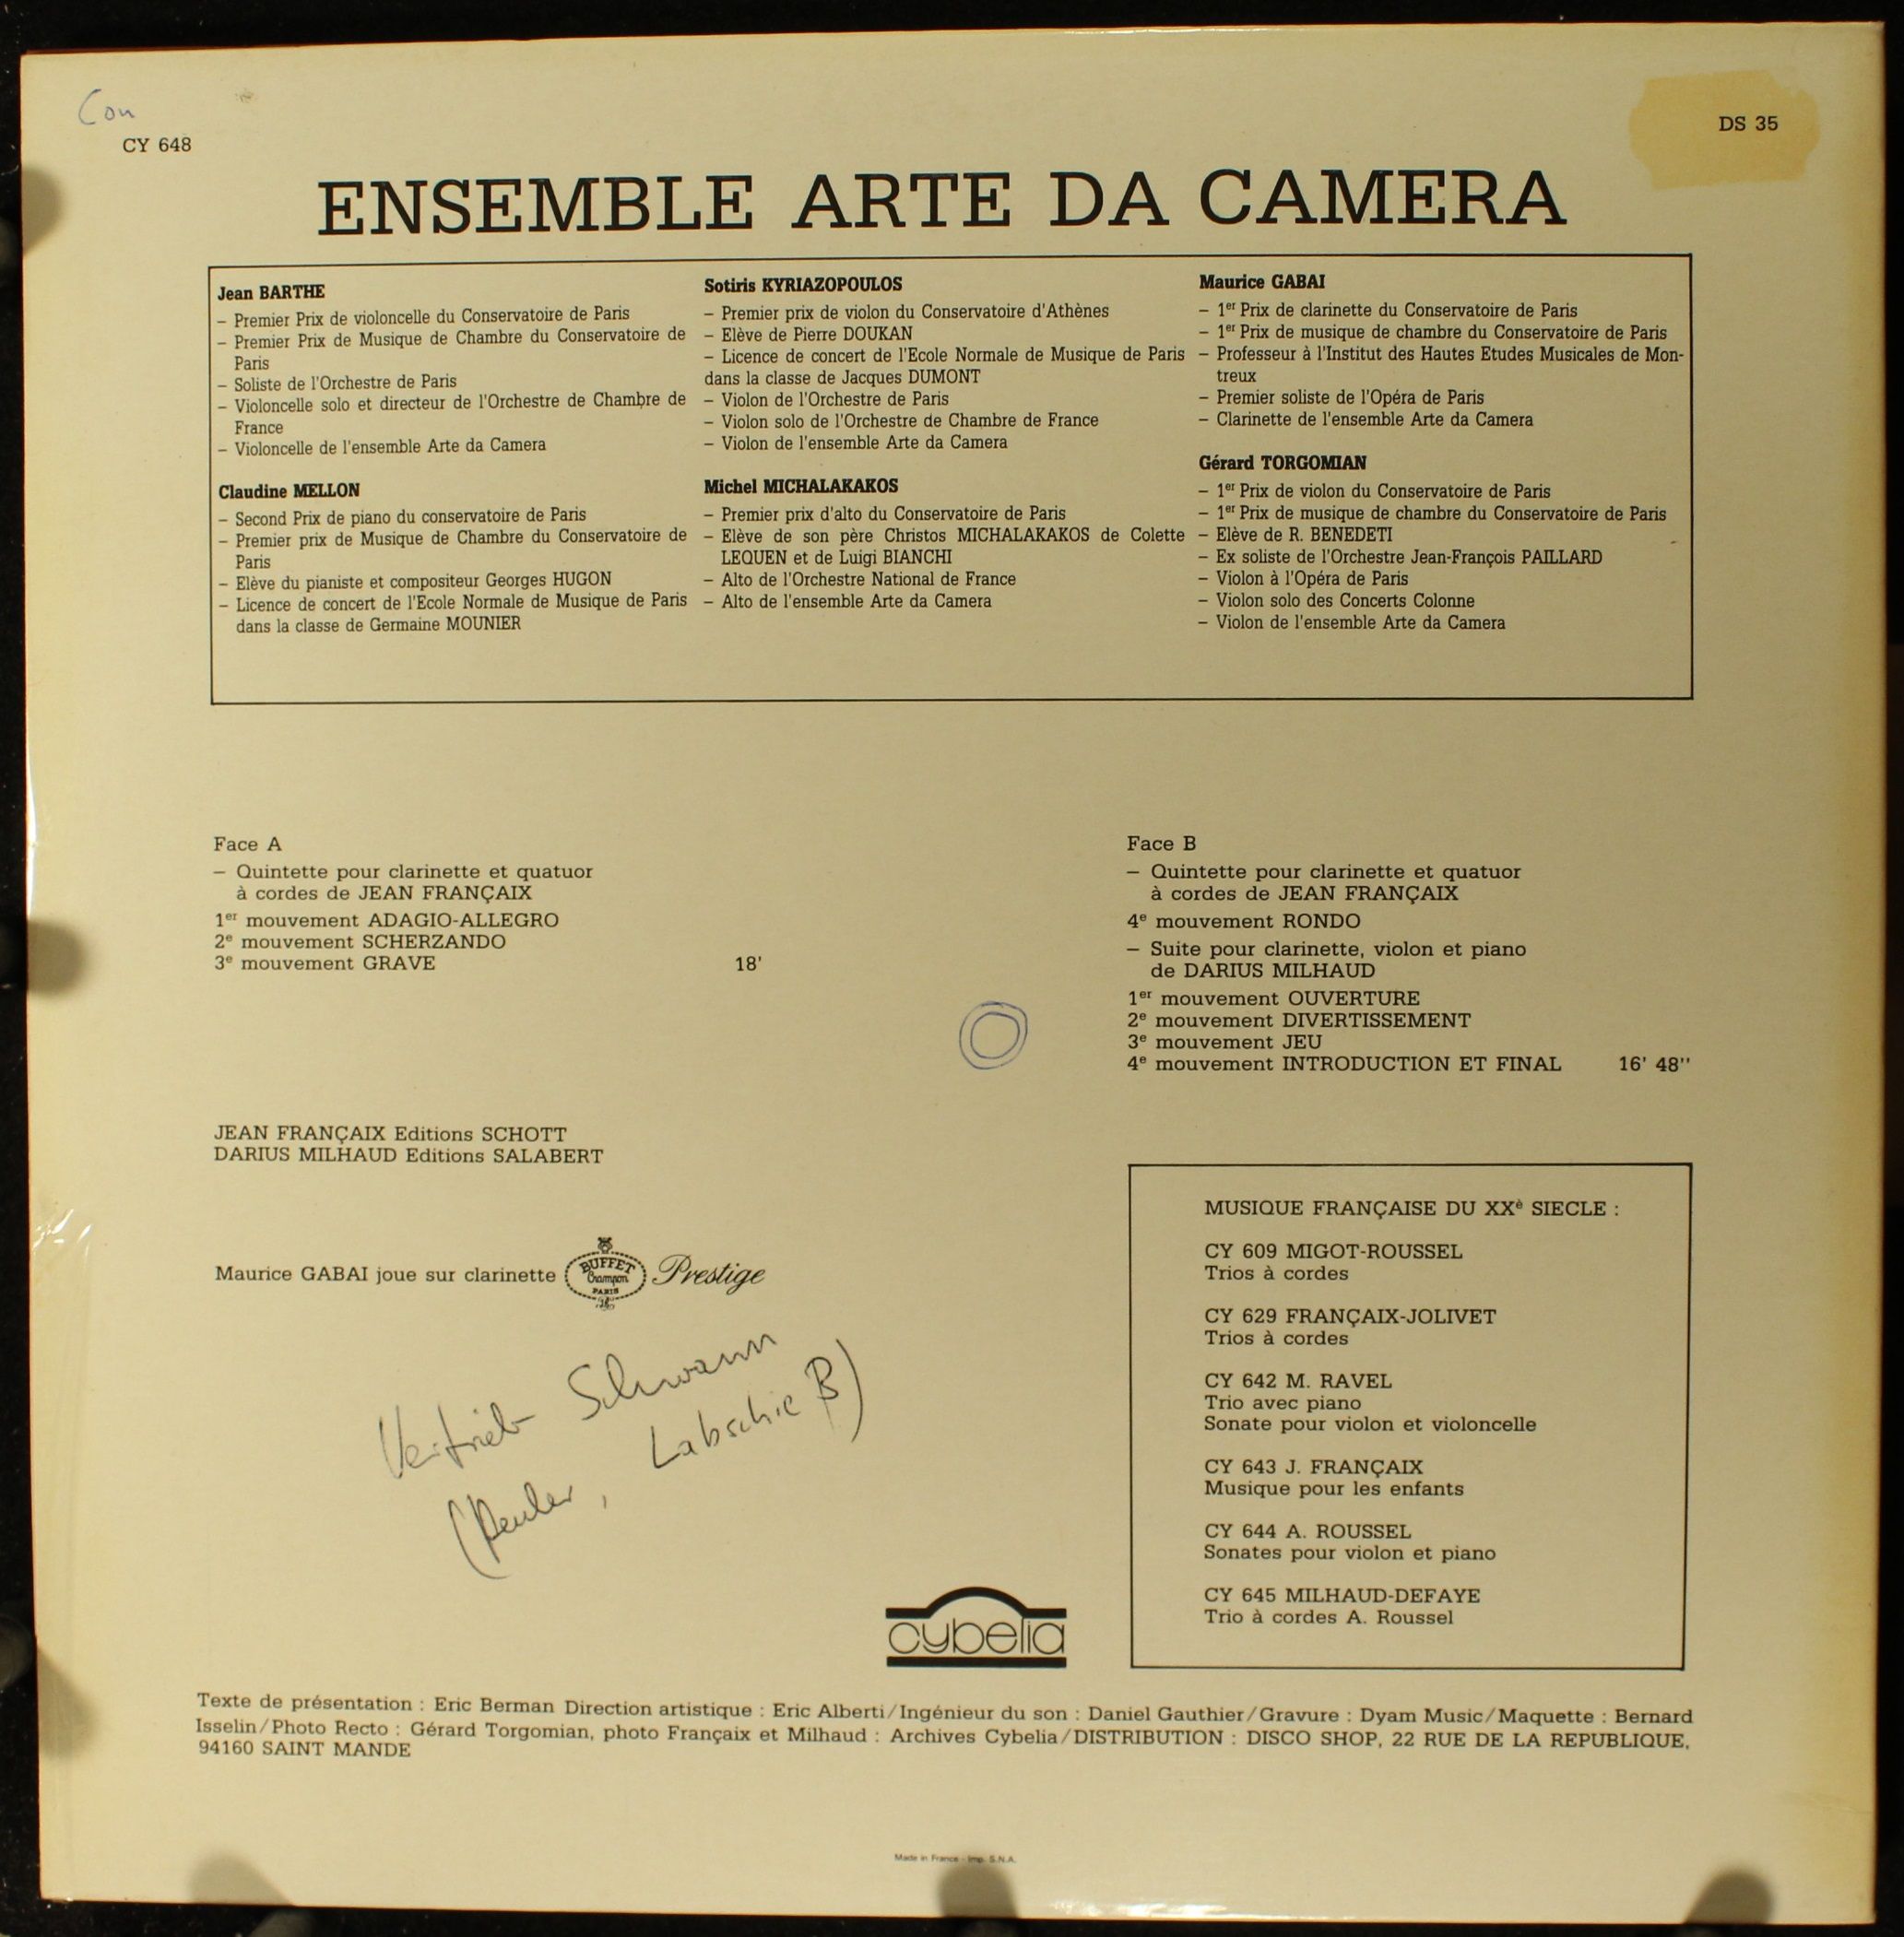 Con
CY 648
DS 35
ENSEMBLE ARTE DA CAMERA
Jean BARTHE
– Premier Prix de violoncelle du Conservatoire de Paris
– Premier Prix de Musique de Chambre du Conservatoire de
Paris
– Soliste de l'Orchestre de Paris
– Violoncelle solo et directeur de l'Orchestre de Chambre de
France
– Violoncelle de l'ensemble Arte da Camera
Claudine MELLON
– Second Prix de piano du conservatoire de Paris
– Premier prix de Musique de Chambre du Conservatoire de
Paris
– Elève du pianiste et compositeur Georges HUGON
– Licence de concert de l'Ecole Normale de Musique de Paris
dans la classe de Germaine MOUNIER
Sotiris KYRIAZOPOULOS
– Premier prix de violon du Conservatoire d'Athènes
– Elève de Pierre DOUKAN
– Licence de concert de l'Ecole Normale de Musique de Paris
dans la classe de Jacques DUMONT
– Violon de l'Orchestre de Paris
– Violon solo de l'Orchestre de Chambre de France
– Violon de l'ensemble Arte da Camera
Michel MICHALAKAKOS
– Premier prix d'alto du Conservatoire de Paris
– Elève de son père Christos MICHALAKAKOS de Colette
LEQUEN et de Luigi BIANCHI
– Alto de l'Orchestre National de France
– Alto de l'ensemble Arte da Camera
Maurice GABAI
– 1er Prix de clarinette du Conservatoire de Paris
– 1er Prix de musique de chambre du Conservatoire de Paris
– Professeur à l'Institut des Hautes Etudes Musicales de Mon-
treux
– Premier soliste de l'Opéra de Paris
– Clarinette de l'ensemble Arte da Camera
Gérard TORGOMIAN
– 1er Prix de violon du Conservatoire de Paris
– 1er Prix de musique de chambre du Conservatoire de Paris
– Elève de R. BENEDETI
– Ex soliste de l'Orchestre Jean-François PAILLARD
– Violon à l'Opéra de Paris
– Violon solo des Concerts Colonne
– Violon de l'ensemble Arte da Camera
Face A
– Quintette pour clarinette et quatuor
à cordes de JEAN FRANÇAIX
1er mouvement ADAGIO-ALLEGRO
2e mouvement SCHERZANDO
3e mouvement GRAVE 18'
Face B
– Quintette pour clarinette et quatuor
à cordes de JEAN FRANÇAIX
4e mouvement RONDO
– Suite pour clarinette, violon et piano
de DARIUS MILHAUD
1er mouvement OUVERTURE
2e mouvement DIVERTISSEMENT
3e mouvement JEU
4e mouvement INTRODUCTION ET FINAL 16' 48''
JEAN FRANÇAIX Editions SCHOTT
DARIUS MILHAUD Editions SALABERT
Maurice GABAI joue sur clarinette BUFFET Crampon PARIS Prestige
Vertrieb Schwann
MUSIQUE FRANÇAISE DU XXè SIECLE :
CY 609 MIGOT-ROUSSEL
Trios à cordes
CY 629 FRANÇAIX-JOLIVET
Trios à cordes
CY 642 M. RAVEL
Trio avec piano
Sonate pour violon et violoncelle
CY 643 J. FRANÇAIX
Musique pour les enfants
CY 644 A. ROUSSEL
Sonates pour violon et piano
CY 645 MILHAUD-DEFAYE
Trio à cordes A. Roussel
cybelia
Texte de présentation : Eric Berman Direction artistique : Eric Alberti/Ingénieur du son : Daniel Gauthier/Gravure : Dyam Music/Maquette : Bernard
Isselin/Photo Recto : Gérard Torgomian, photo Françaix et Milhaud : Archives Cybelia/DISTRIBUTION : DISCO SHOP, 22 RUE DE LA REPUBLIQUE,
94160 SAINT MANDE
Made in France - Imp. S.N.A.